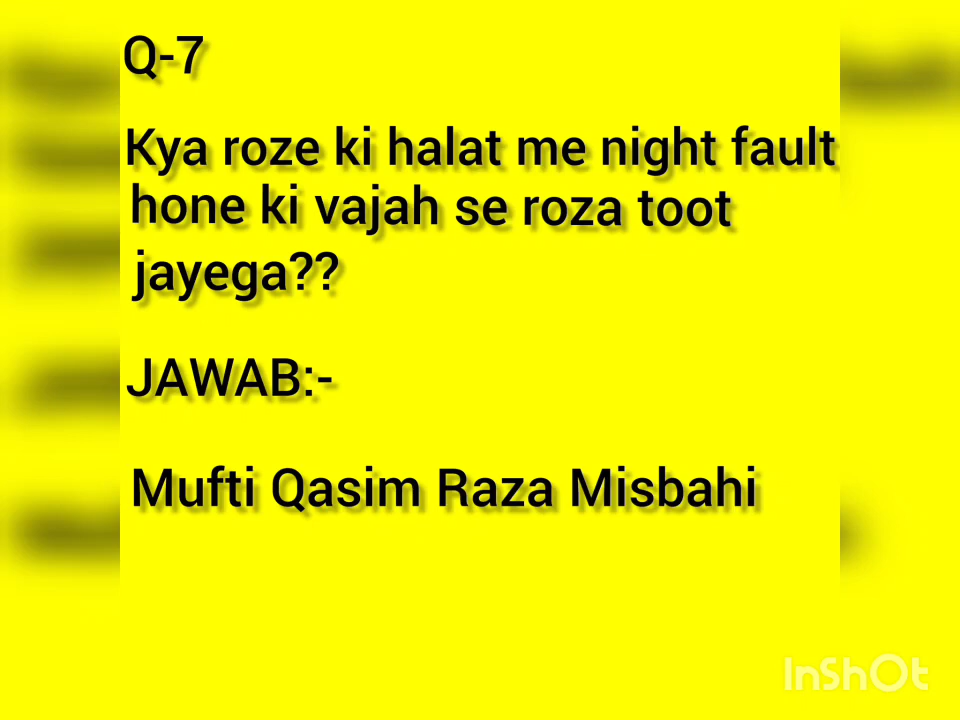 Q-7
Kya roze ki halat me night fault
hone ki vajah se roza toot
jayega??
JAWAB:-
Mufti Qasim Raza Misbahi
InShOt